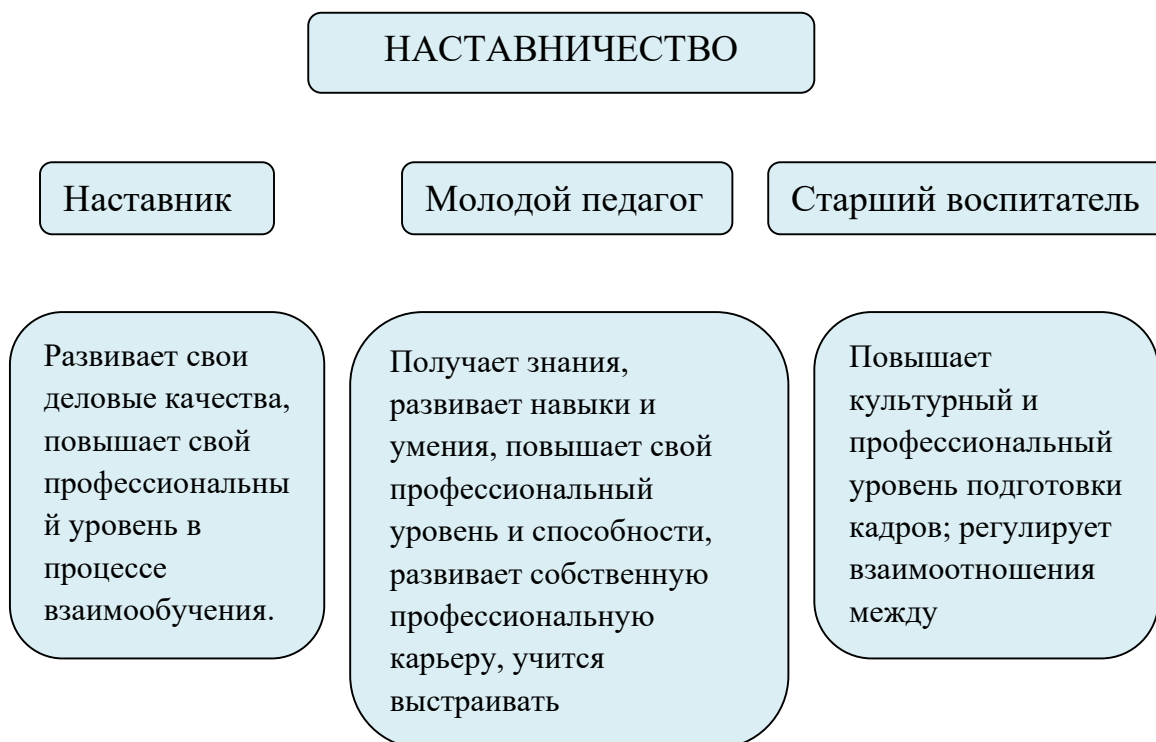 НАСТАВНИЧЕСТВО
Наставник
Молодой педагог
Старший воспитатель
Развивает свои
деловые качества,
повышает свой
профессиональны
й уровень в
процессе
взаимообучения.
Получает знания,
развивает навыки и
умения, повышает свой
профессиональный
уровень и способности,
развивает собственную
профессиональную
карьеру, учится
выстраивать
Повышает
культурный и
профессиональный
уровень подготовки
кадров; регулирует
взаимоотношения
между